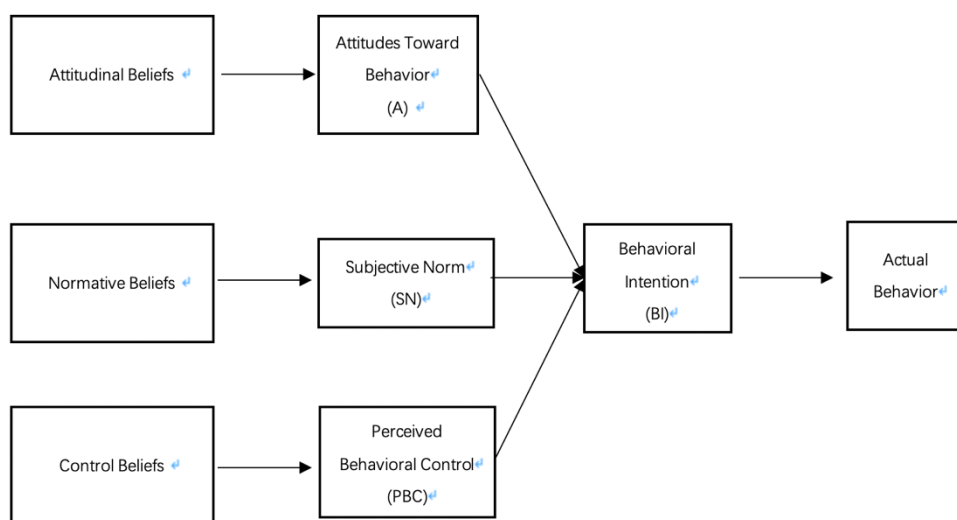 Attitudinal Beliefs
Attitudes Toward
Behavior
(A)
Normative Beliefs
Subjective Norm
(SN)
Behavioral
Intention
(BI)
Actual
Behavior
Control Beliefs
Perceived
Behavioral Control
(PBC)